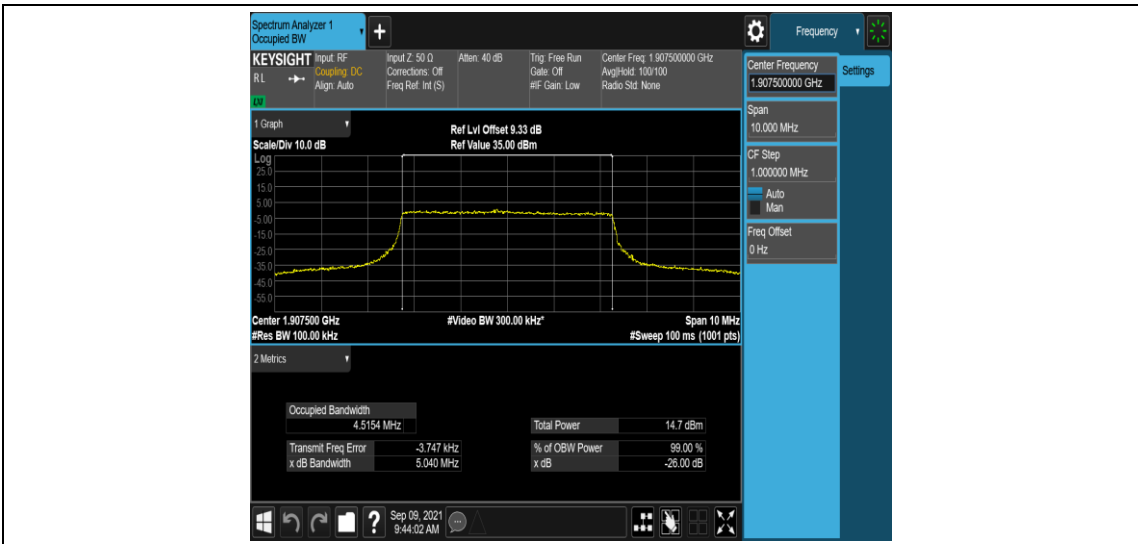 Spectrum Analyzer 1
Occupied BW
+
Frequency
KEYSIGHT
RL
LXI
Input: RF
Coupling: DC
Align: Auto
Input Z: 50 Ω
Corrections: Off
Freq Ref: Int (S)
Atten: 40 dB
Trig: Free Run
Gate: Off
#IF Gain: Low
Center Freq: 1.907500000 GHz
Avg|Hold: 100/100
Radio Std: None
Center Frequency
1.907500000 GHz
Settings
Span
10.000 MHz
CF Step
1.000000 MHz
Auto
Man
Freq Offset
0 Hz
1 Graph
Ref Lvl Offset 9.33 dB
Scale/Div 10.0 dB
Ref Value 35.00 dBm
Log
25.0
15.0
5.00
-5.00
-15.0
-25.0
-35.0
-45.0
-55.0
Center 1.907500 GHz
#Video BW 300.00 kHz*
Span 10 MHz
#Res BW 100.00 kHz
#Sweep 100 ms (1001 pts)
2 Metrics
Occupied Bandwidth
4.5154 MHz
Total Power 14.7 dBm
Transmit Freq Error -3.747 kHz
% of OBW Power 99.00 %
x dB Bandwidth 5.040 MHz
x dB -26.00 dB
?
Sep 09, 2021
9:44:02 AM